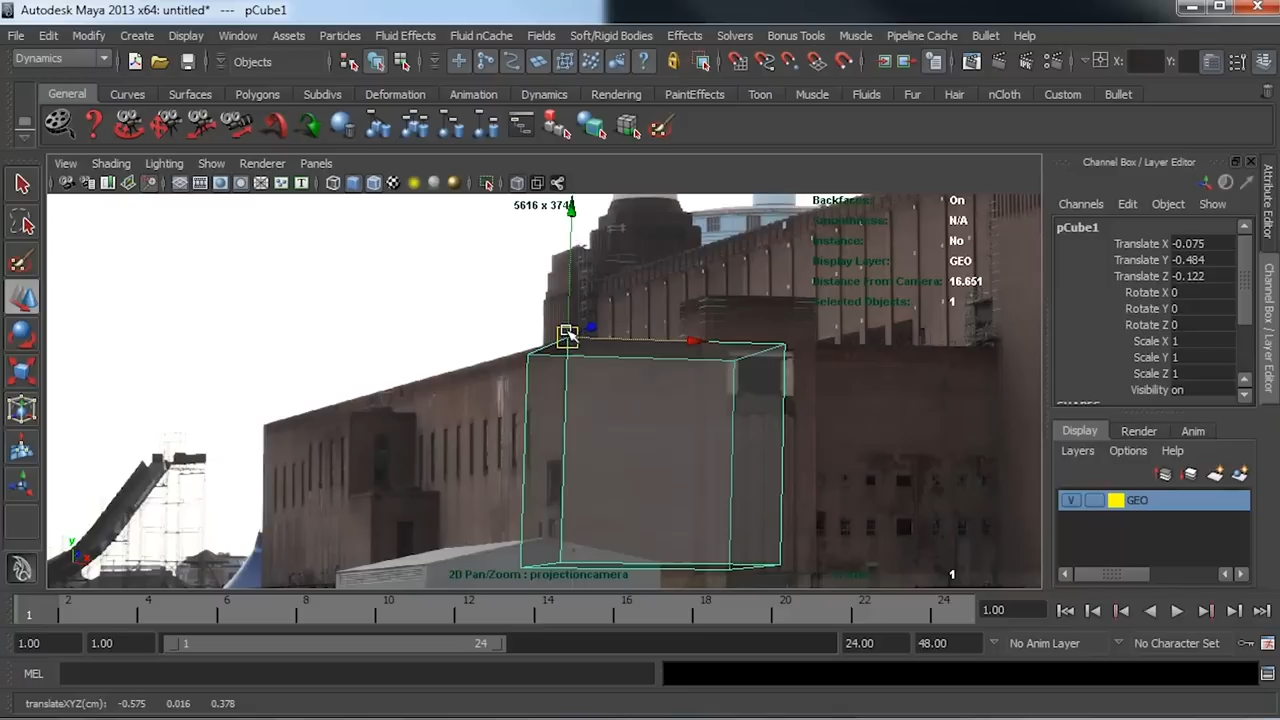 Autodesk Maya 2013 x64: untitled* --- pCube1
File Edit Modify Create Display Window Assets Particles Fluid Effects Fluid nCache Fields Soft/Rigid Bodies Effects Solvers Bonus Tools Muscle Pipeline Cache Bullet Help
Dynamics Objects X: Y:
General Curves Surfaces Polygons Subdivs Deformation Animation Dynamics Rendering PaintEffects Toon Muscle Fluids Fur Hair nCloth Custom Bullet
View Shading Lighting Show Renderer Panels
5616 x 3744
Backfaces: On
Smoothness: N/A
Instance: No
Display Layer: GEO
Distance From Camera: 16.651
Selected Objects: 1
2D Pan/Zoom : projectioncamera
1
y
x
Channel Box / Layer Editor
Channels Edit Object Show
pCube1
Translate X -0.075
Translate Y -0.484
Translate Z -0.122
Rotate X 0
Rotate Y 0
Rotate Z 0
Scale X 1
Scale Y 1
Scale Z 1
Visibility on
Display Render Anim
Layers Options Help
V GEO
Attribute Editor
Channel Box / Layer Editor
1 2 4 6 8 10 12 14 16 18 20 22 24 1.00
1.00 1.00 1 24 24.00 48.00 No Anim Layer No Character Set
MEL
translateXYZ(cm): -0.575 0.016 0.378